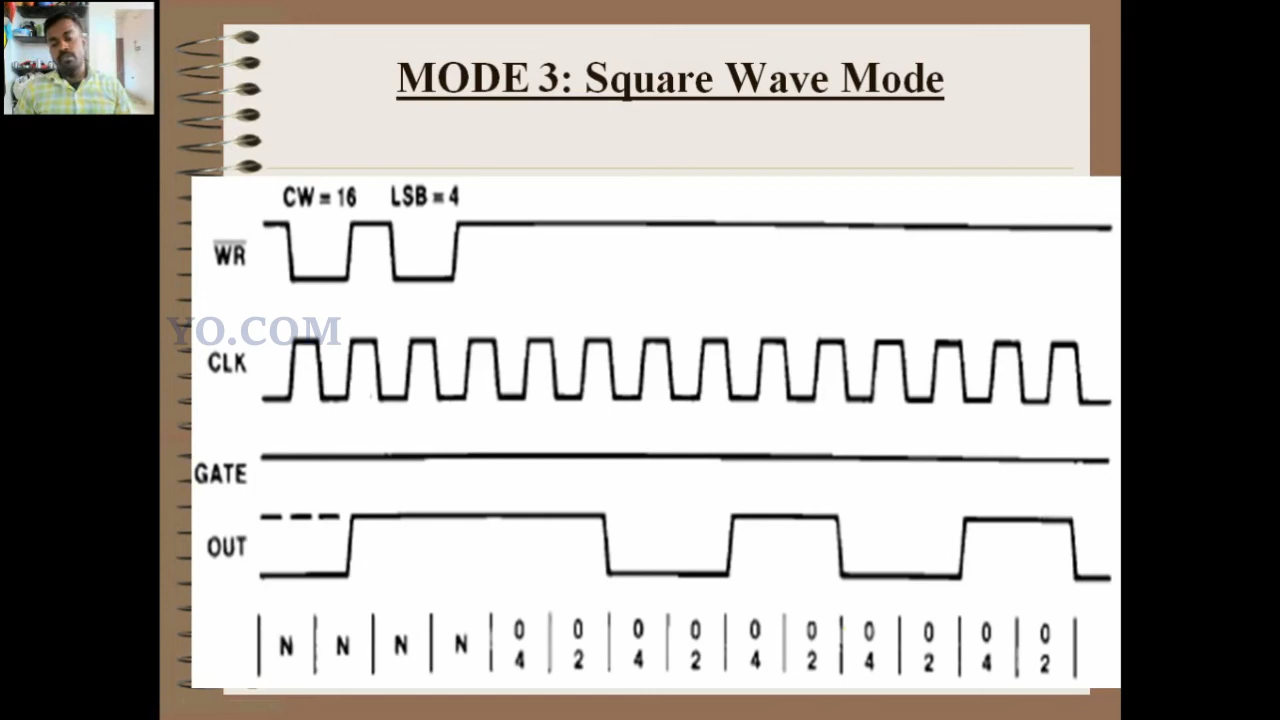 MODE 3: Square Wave Mode
CW = 16 LSB = 4
WR
YO.COM
CLK
GATE
OUT
N N N N 0 0 0 0 0 0 0 0 0 0
4 2 4 2 4 2 4 2 4 2